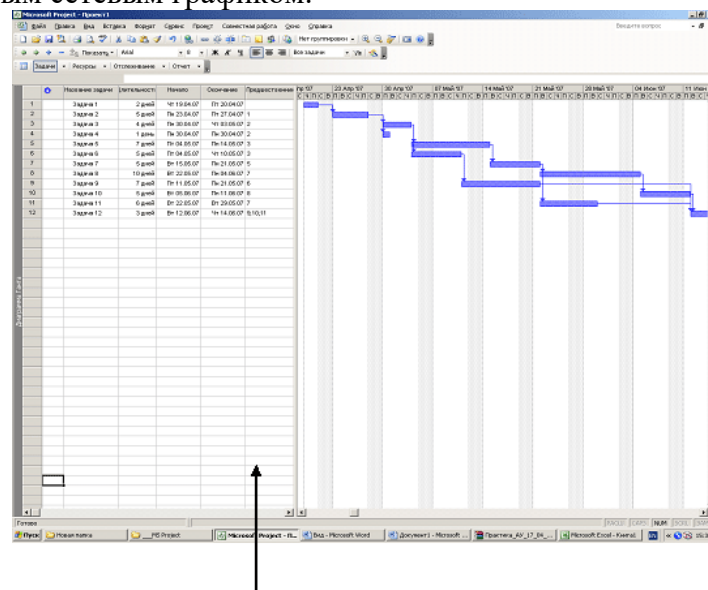 ым сетевым графиком.
Microsoft Project - Проект1
Файл Правка Вид Вставка Формат Сервис Проект Совместная работа Окно Справка Введите вопрос
Нет группировки
Показать Arial 8 Ж К Ч Все задачи
Задачи Ресурсы Отслеживание Отчет
Название задачи Длительность Начало Окончание Предшественник
пр '07 23 Апр '07 30 Апр '07 07 Май '07 14 Май '07 21 Май '07 28 Май '07 04 Июн '07 11 Июн
1 Задача 1 2 дней Чт 19.04.07 Пт 20.04.07
2 Задача 2 5 дней Пн 23.04.07 Пт 27.04.07 1
3 Задача 3 4 дней Пн 30.04.07 Чт 03.05.07 2
4 Задача 4 1 день Пн 30.04.07 Пн 30.04.07 2
5 Задача 5 7 дней Пт 04.05.07 Пн 14.05.07 3
6 Задача 6 5 дней Пт 04.05.07 Чт 10.05.07 3
7 Задача 7 5 дней Вт 15.05.07 Пн 21.05.07 5
8 Задача 8 10 дней Вт 22.05.07 Пн 04.06.07 7
9 Задача 9 7 дней Пт 11.05.07 Пн 21.05.07 6
10 Задача 10 5 дней Вт 05.06.07 Пн 11.06.07 8
11 Задача 11 6 дней Вт 22.05.07 Вт 29.05.07 7
12 Задача 12 3 дней Вт 12.06.07 Чт 14.06.07 9,10,11
Диаграмма Ганта
Готово
NUM
Пуск Новая папка MS Project Microsoft Project - П... Вид - Microsoft Word Документ1 - Microsoft ... Практика_АУ_17_04_... Microsoft Excel - Книга1